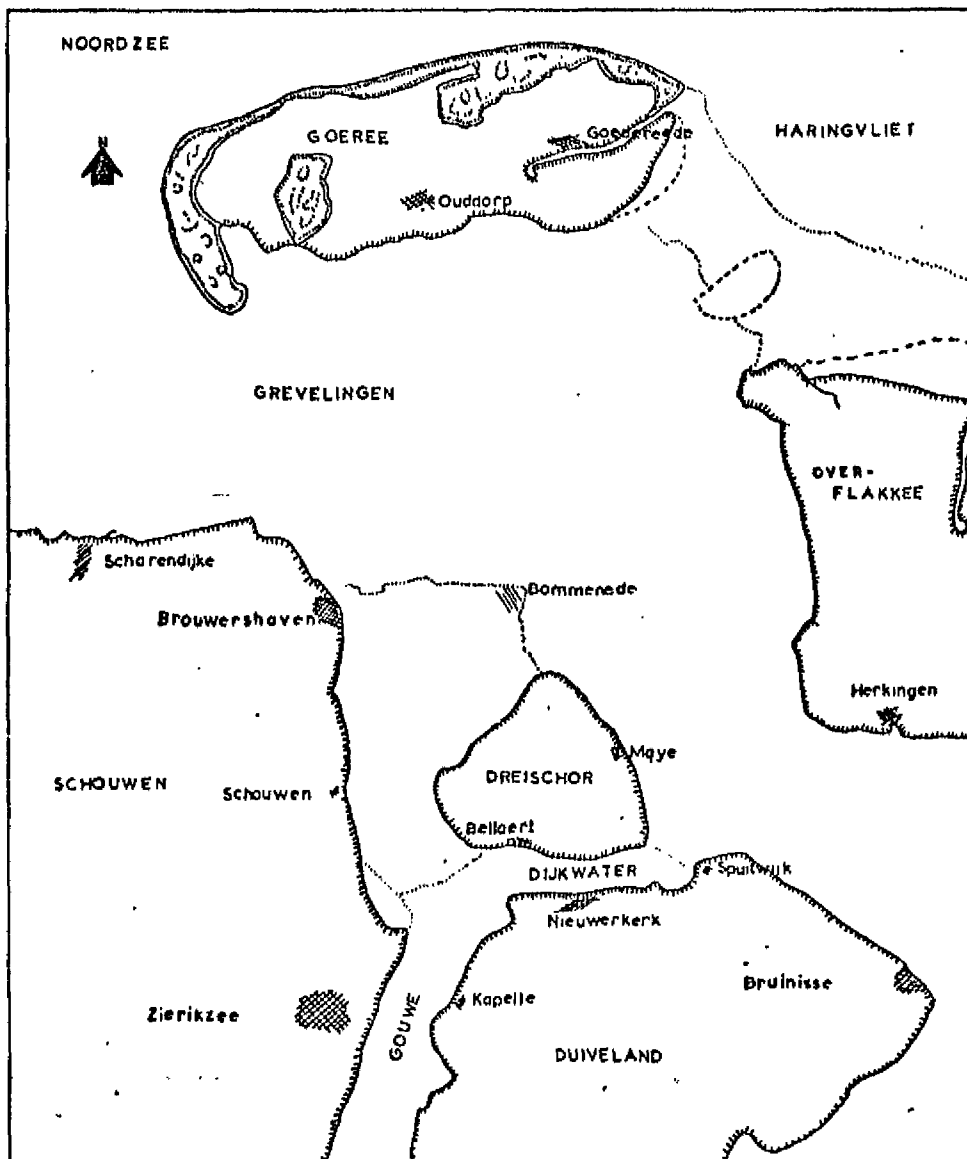 NOORDZEE
N
GOEREE
Goedereede
HARINGVLIET
Ouddorp
GREVELINGEN
OVER-
FLAKKEE
Scharendijke
Bommenede
Brouwershaven
Herkingen
Maye
SCHOUWEN
Schouwen
DREISCHOR
Bellaert
DIJKWATER
Spuitwijk
Nieuwerkerk
Bruinisse
Zierikzee
Kapelle
GOUWE
DUIVELAND